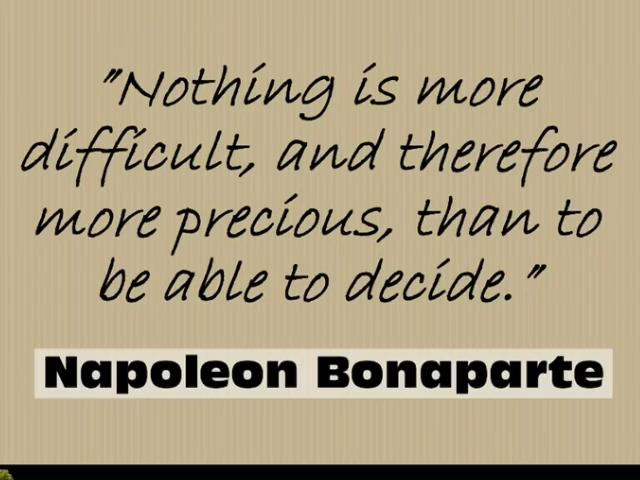 "Nothing is more
difficult, and therefore
more precious, than to
be able to decide."
Napoleon Bonaparte